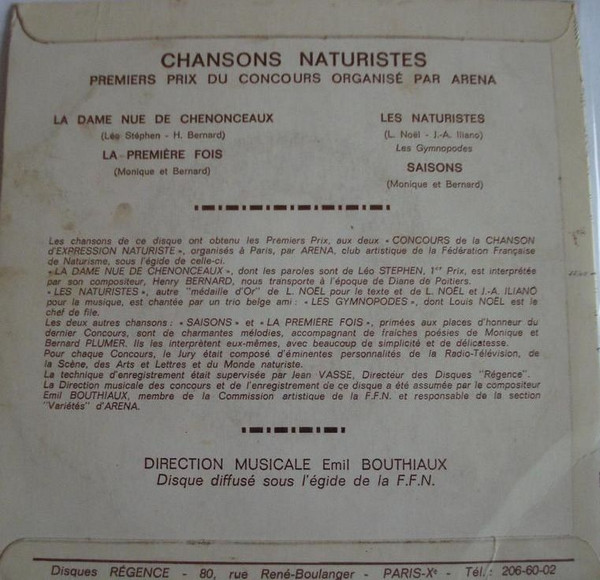 CHANSONS NATURISTES
PREMIERS PRIX DU CONCOURS ORGANISÉ PAR ARENA
LA DAME NUE DE CHENONCEAUX
(Léo Stéphen - H. Bernard)
LA PREMIÈRE FOIS
(Monique et Bernard)
LES NATURISTES
(L. Noël - J.-A. Iliano)
Les Gymnopodes
SAISONS
(Monique et Bernard)
Les chansons de ce disque ont obtenu les Premiers Prix, aux deux « CONCOURS de la CHANSON
d'EXPRESSION NATURISTE », organisés à Paris, par ARENA, club artistique de la Fédération Française
de Naturisme, sous l'égide de celle-ci.
« LA DAME NUE DE CHENONCEAUX », dont les paroles sont de Léo STEPHEN, 1er Prix, est interprétée
par son compositeur, Henry BERNARD, nous transporte à l'époque de Diane de Poitiers.
« LES NATURISTES », autre "médaille d'Or" de L. NOEL pour le texte et de L. NOËL et J.-A. ILIANO
pour la musique, est chantée par un trio belge ami : « LES GYMNOPODES », dont Louis NOËL est le
chef de file.
Les deux autres chansons : « SAISONS » et « LA PREMIERE FOIS », primées aux places d'honneur du
dernier Concours, sont de charmantes mélodies, accompagnant de fraîches poésies de Monique et
Bernard PLUMER. Ils les interprètent eux-mêmes, avec beaucoup de simplicité et de délicatesse.
Pour chaque Concours, le Jury était composé d'éminentes personnalités de la Radio-Télévision, de
la Scène, des Arts et Lettres et du Monde naturiste.
La technique d'enregistrement était supervisée par Jean VASSE, Directeur des Disques "Régence".
La Direction musicale des concours et de l'enregistrement de ce disque a été assumée par le compositeur
Emil BOUTHIAUX, membre de la Commission artistique de la F.F.N. et responsable de la section
"Variétés" d'ARENA.
DIRECTION MUSICALE Emil BOUTHIAUX
Disque diffusé sous l'égide de la F.F.N.
Disques RÉGENCE - 80, rue René-Boulanger - PARIS-Xe - Tél. : 206-60-02